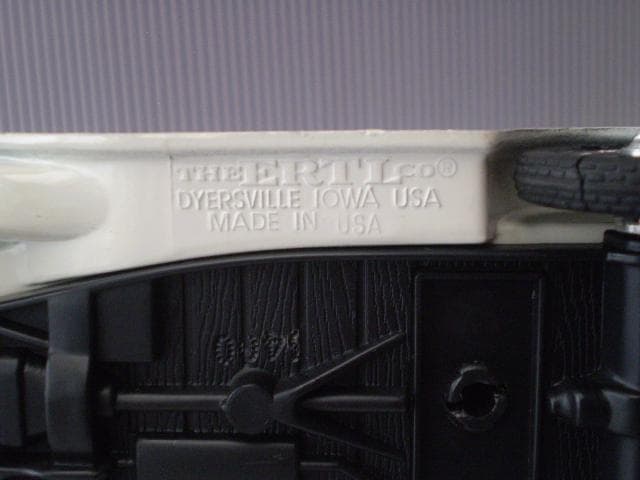 THE ERTL CO®
DYERSVILLE IOWA USA
MADE IN USA